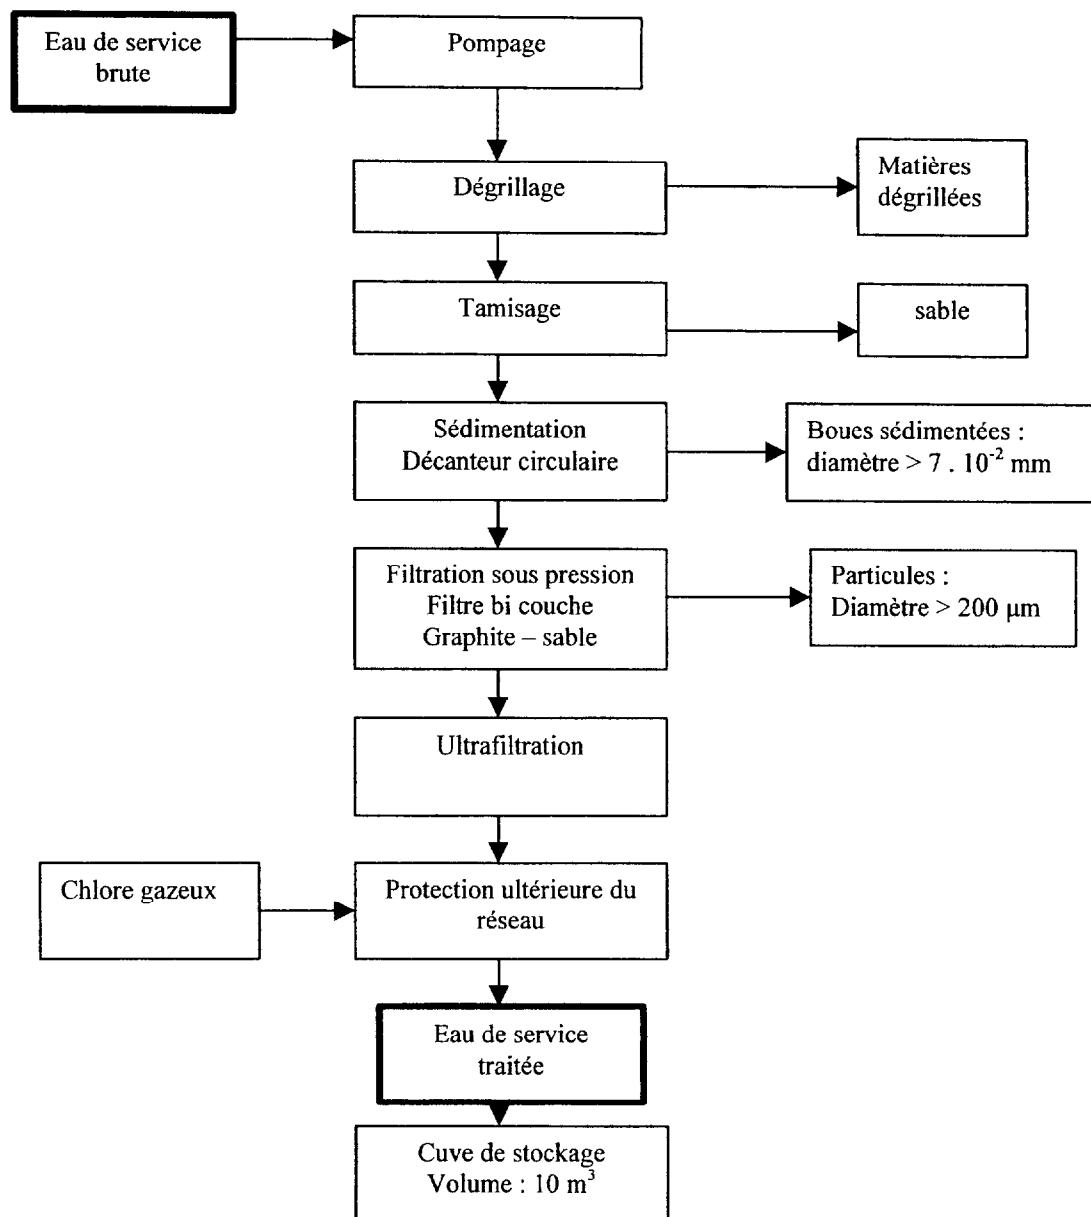 Eau de service
brute
Pompage
Dégrillage
Matières
dégrillées
Tamisage
sable
Sédimentation
Décanteur circulaire
Boues sédimentées :
diamètre > 7 . 10⁻² mm
Filtration sous pression
Filtre bi couche
Graphite – sable
Particules :
Diamètre > 200 µm
Ultrafiltration
Chlore gazeux
Protection ultérieure du
réseau
Eau de service
traitée
Cuve de stockage
Volume : 10 m³